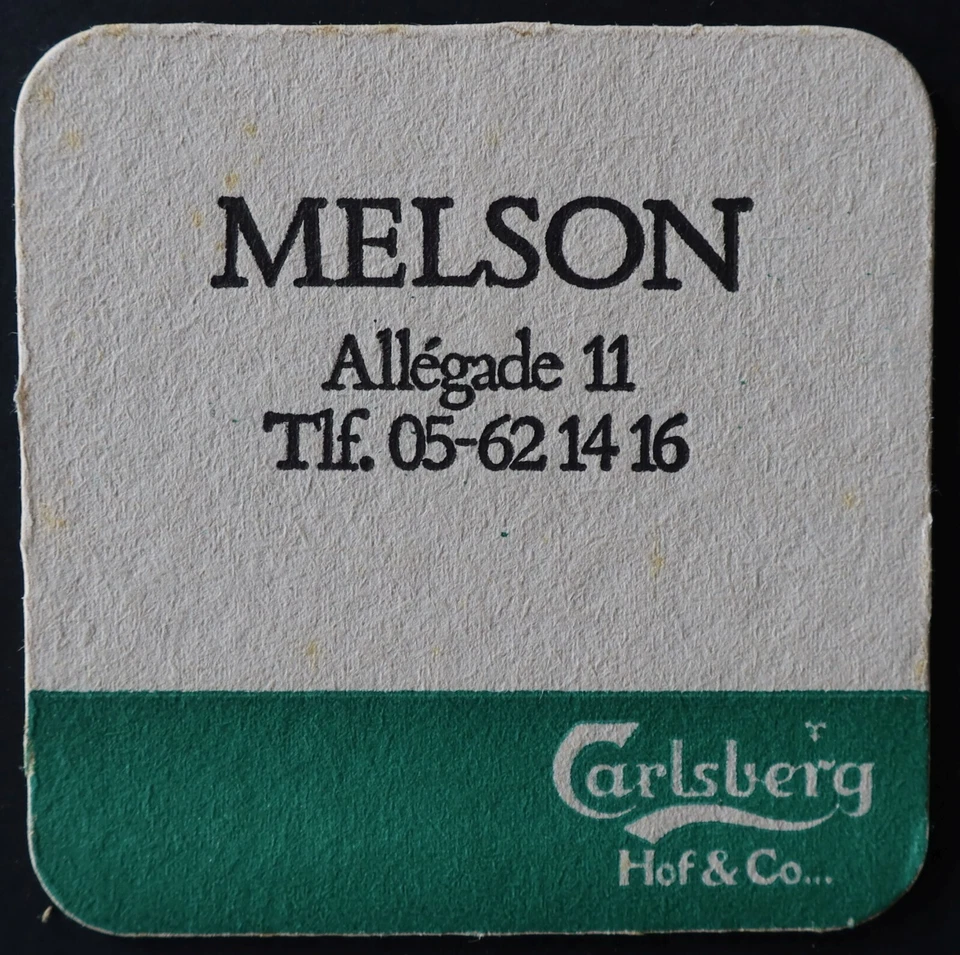 MELSON
Allégade 11
Tlf. 05-62 14 16
Carlsberg
Hof & Co...